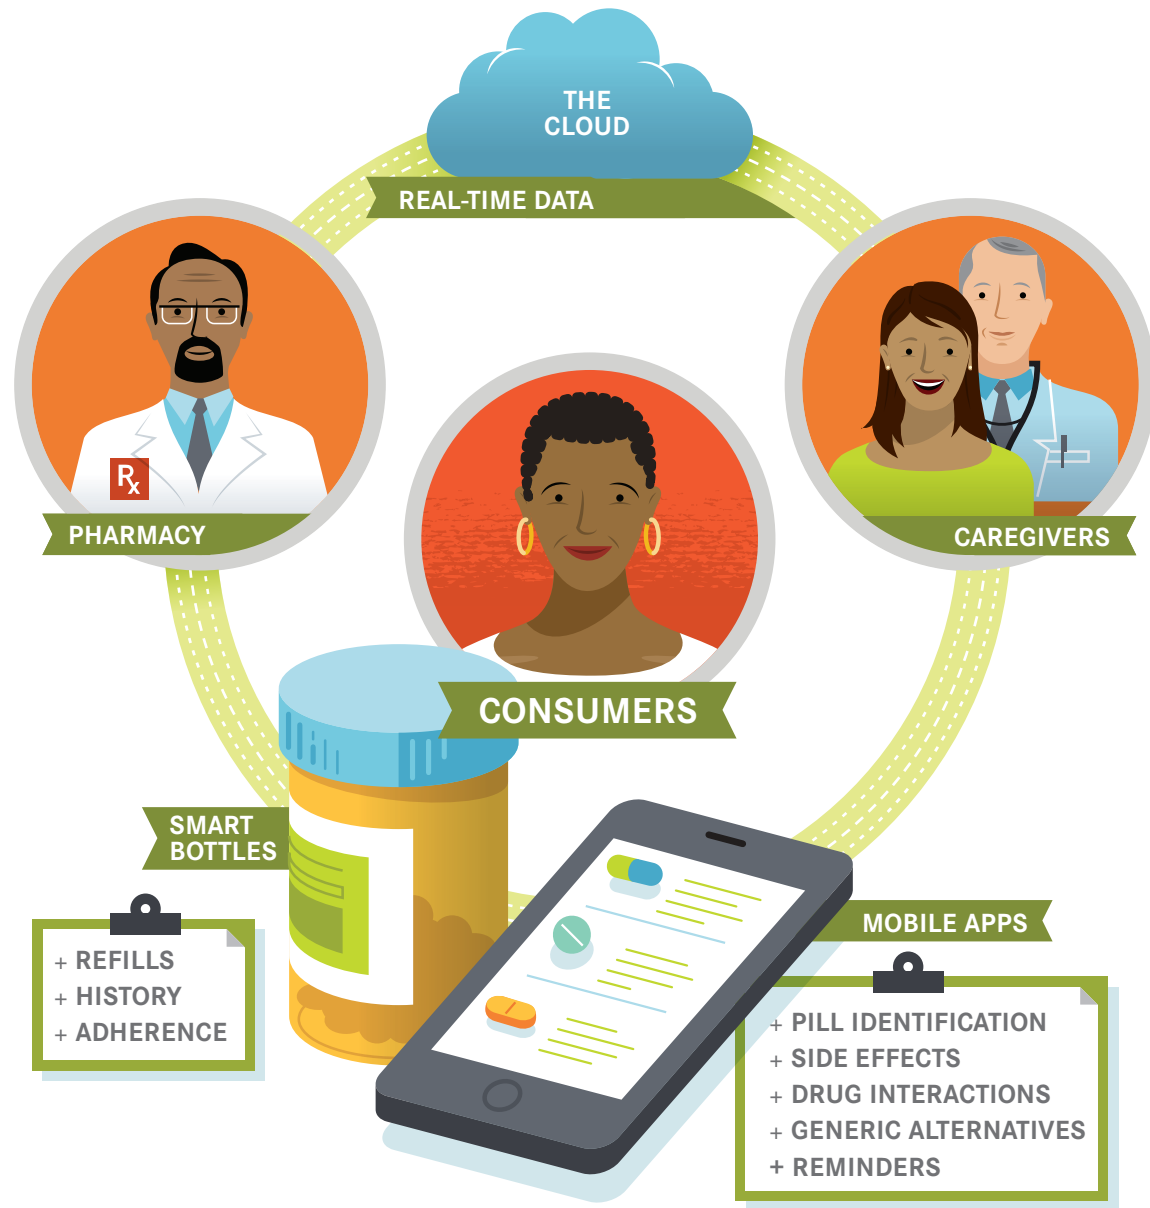 THE
CLOUD
REAL-TIME DATA
Rx
PHARMACY
CAREGIVERS
CONSUMERS
SMART
BOTTLES
+ REFILLS
+ HISTORY
+ ADHERENCE
MOBILE APPS
+ PILL IDENTIFICATION
+ SIDE EFFECTS
+ DRUG INTERACTIONS
+ GENERIC ALTERNATIVES
+ REMINDERS